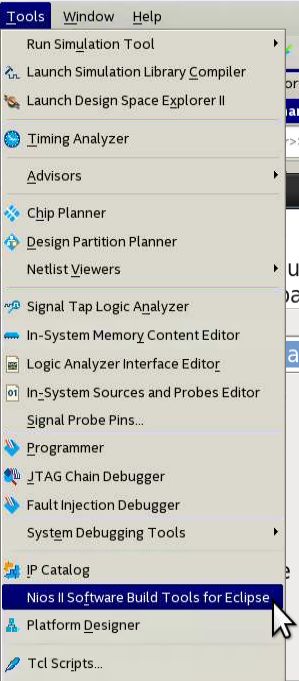 Tools Window Help
Run Simulation Tool
Launch Simulation Library Compiler
Launch Design Space Explorer II
Timing Analyzer
Advisors
Chip Planner
Design Partition Planner
Netlist Viewers
Signal Tap Logic Analyzer
In-System Memory Content Editor
Logic Analyzer Interface Editor
In-System Sources and Probes Editor
Signal Probe Pins...
Programmer
JTAG Chain Debugger
Fault Injection Debugger
System Debugging Tools
IP Catalog
Nios II Software Build Tools for Eclipse
Platform Designer
Tcl Scripts...